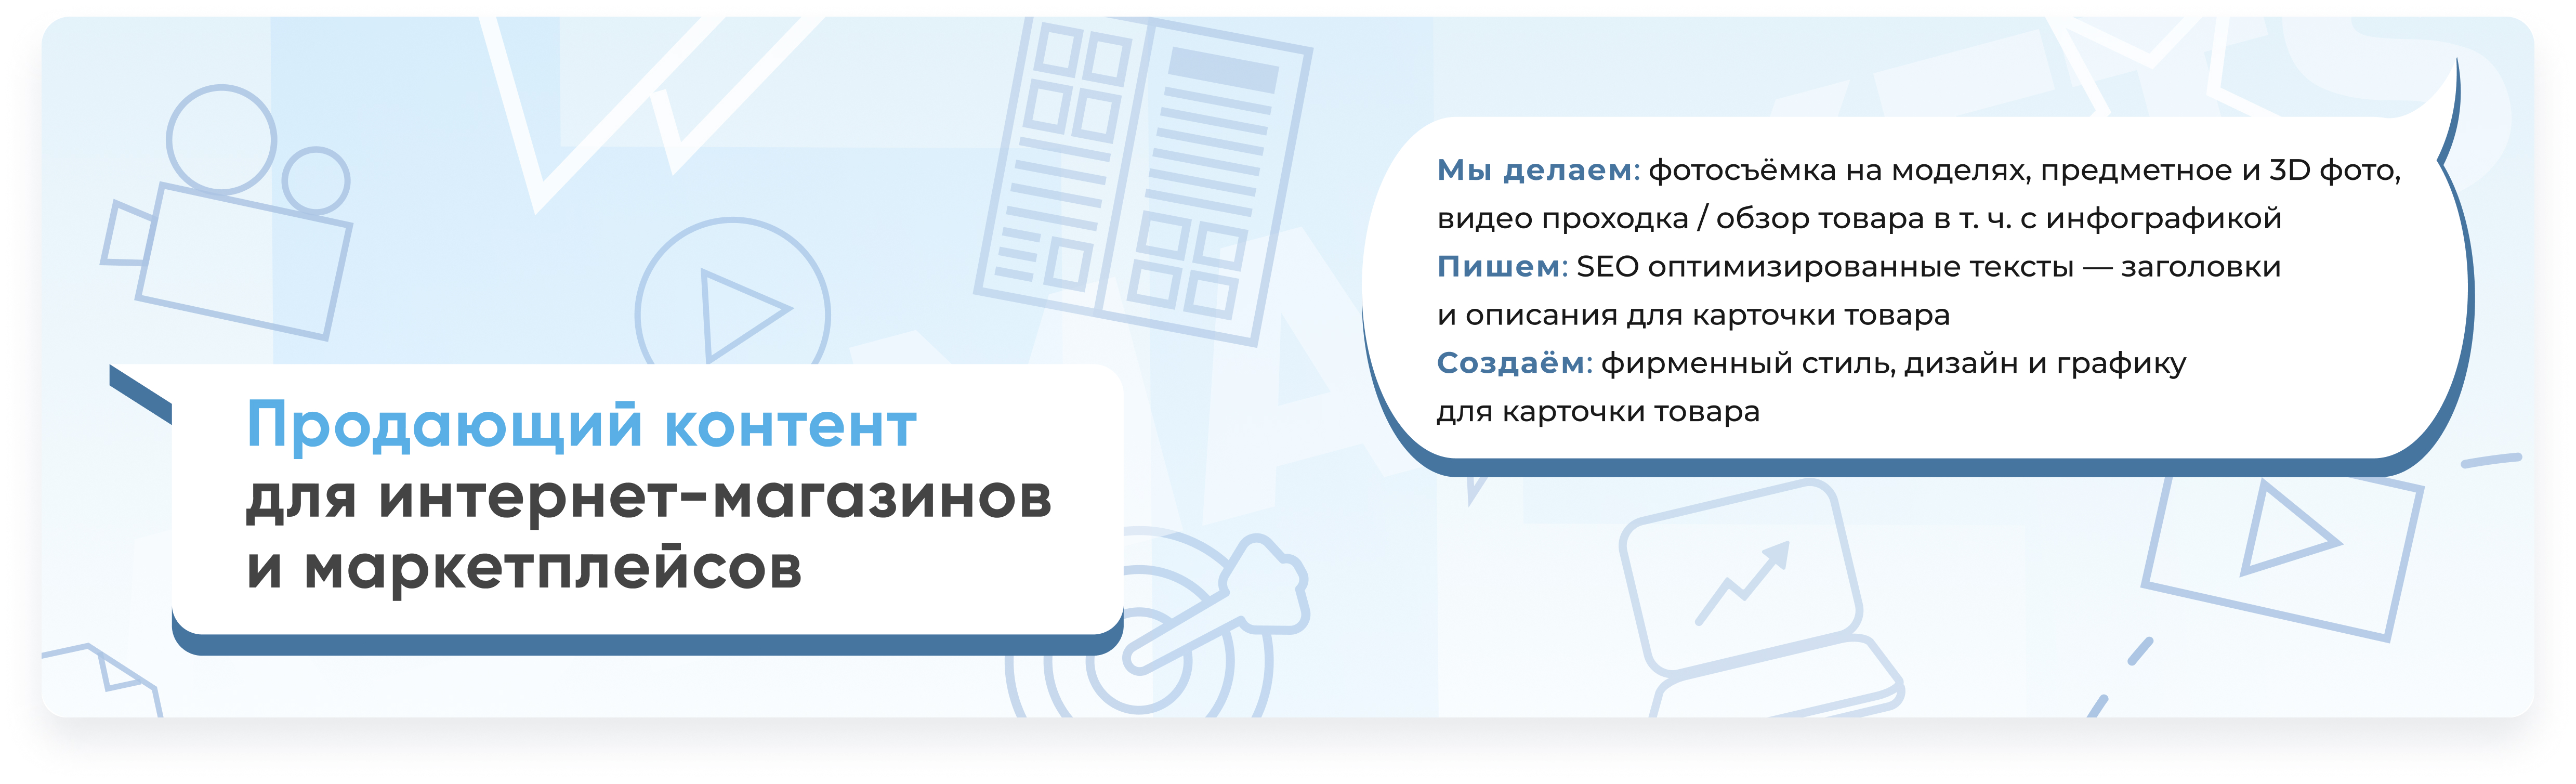 Продающий контент
для интернет-магазинов
и маркетплейсов
Мы делаем: фотосъёмка на моделях, предметное и 3D фото,
видео проходка / обзор товара в т. ч. с инфографикой
Пишем: SEO оптимизированные тексты — заголовки
и описания для карточки товара
Создаём: фирменный стиль, дизайн и графику
для карточки товара